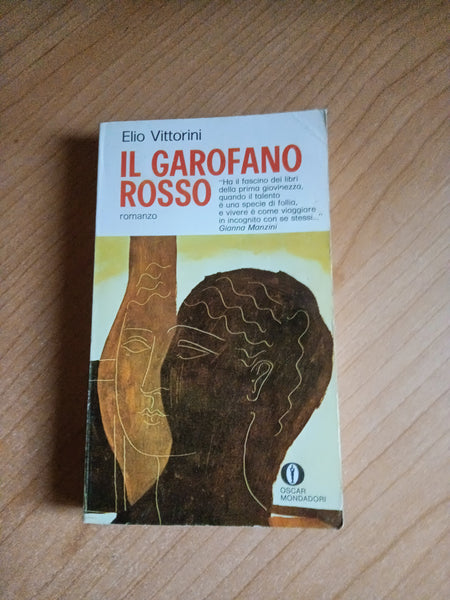 Elio Vittorini
IL GAROFANO
ROSSO
romanzo
"Ha il fascino dei libri
della prima giovinezza,
quando il talento
è una specie di follia,
e vivere è come viaggiare
in incognito con se stessi..."
Gianna Manzini
OSCAR
MONDADORI